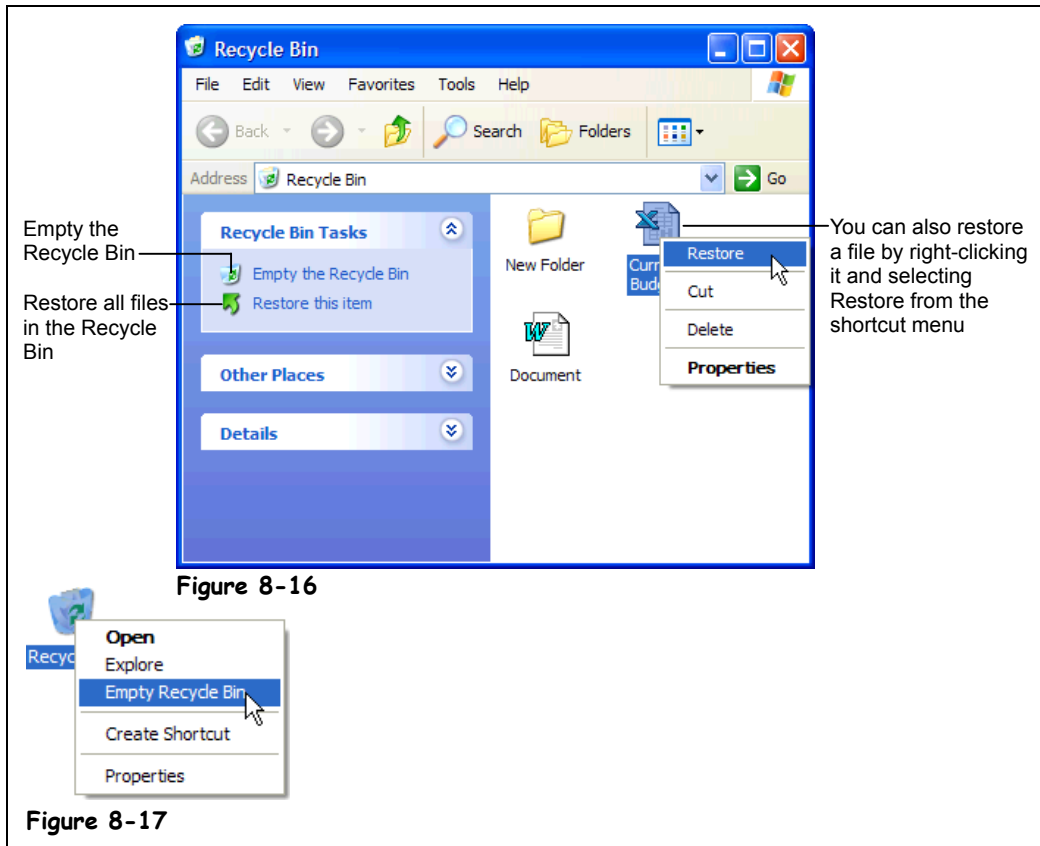 Recycle Bin
File Edit View Favorites Tools Help
Back Search Folders
Address Recycle Bin Go
Empty the
Recycle Bin
Restore all files
in the Recycle
Bin
Recycle Bin Tasks
Empty the Recycle Bin
Restore this item
Other Places
Details
New Folder
Curr
Bud
Document
Restore
Cut
Delete
Properties
You can also restore
a file by right-clicking
it and selecting
Restore from the
shortcut menu
Figure 8-16
Recyc
Open
Explore
Empty Recycle Bin
Create Shortcut
Properties
Figure 8-17